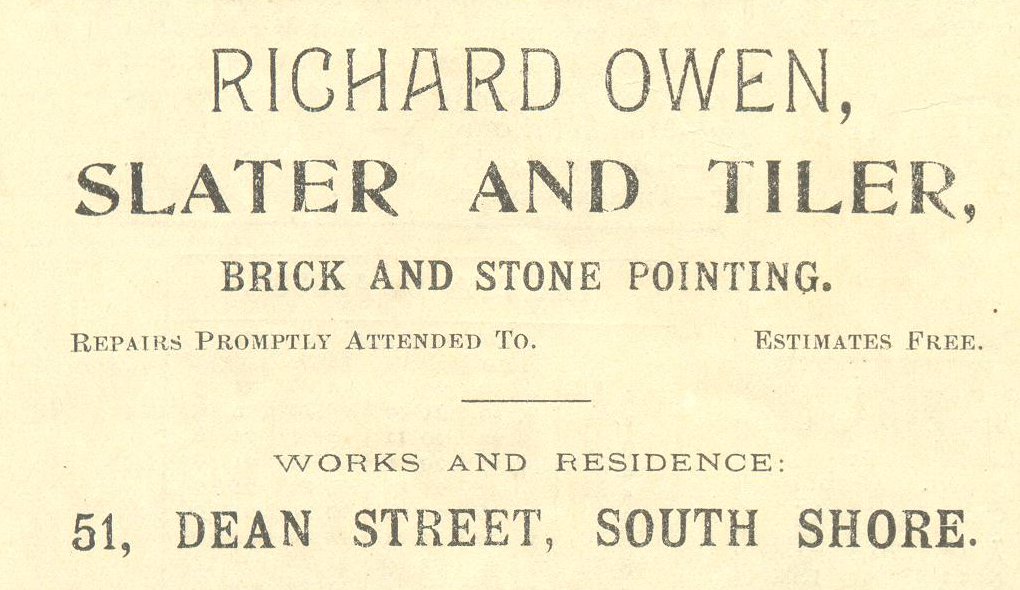 RICHARD OWEN,
SLATER AND TILER,
BRICK AND STONE POINTING.
REPAIRS PROMPTLY ATTENDED TO. ESTIMATES FREE.
WORKS AND RESIDENCE:
51, DEAN STREET, SOUTH SHORE.